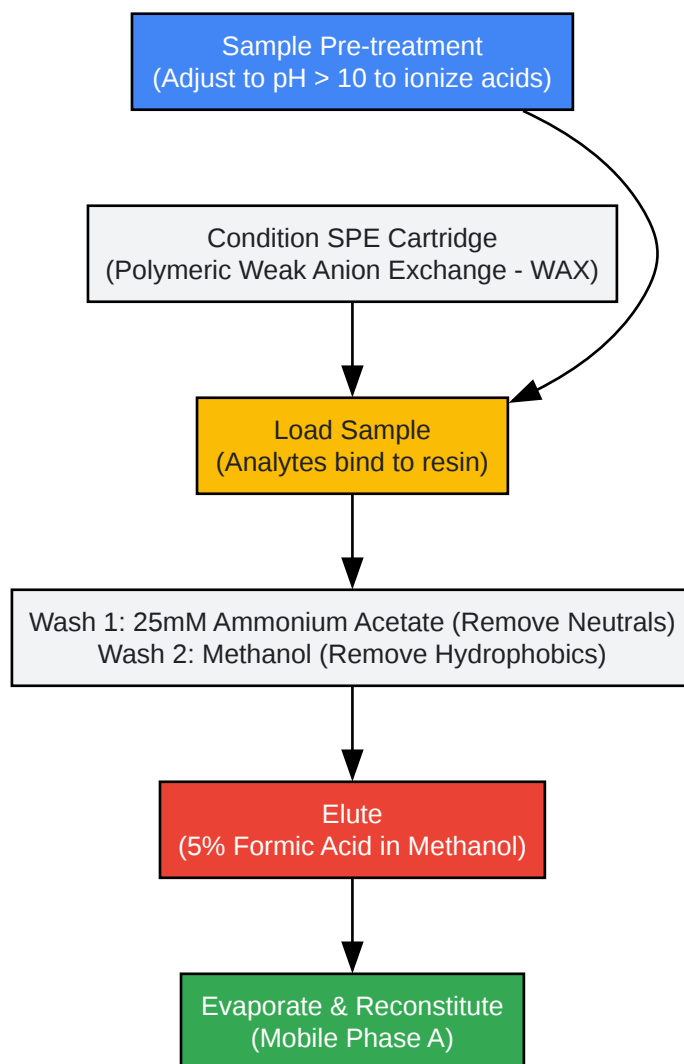 Sample Pre-treatment
(Adjust to pH > 10 to ionize acids)
Condition SPE Cartridge
(Polymeric Weak Anion Exchange - WAX)
Load Sample
(Analytes bind to resin)
Wash 1: 25mM Ammonium Acetate (Remove Neutrals)
Wash 2: Methanol (Remove Hydrophobics)
Elute
(5% Formic Acid in Methanol)
Evaporate & Reconstitute
(Mobile Phase A)